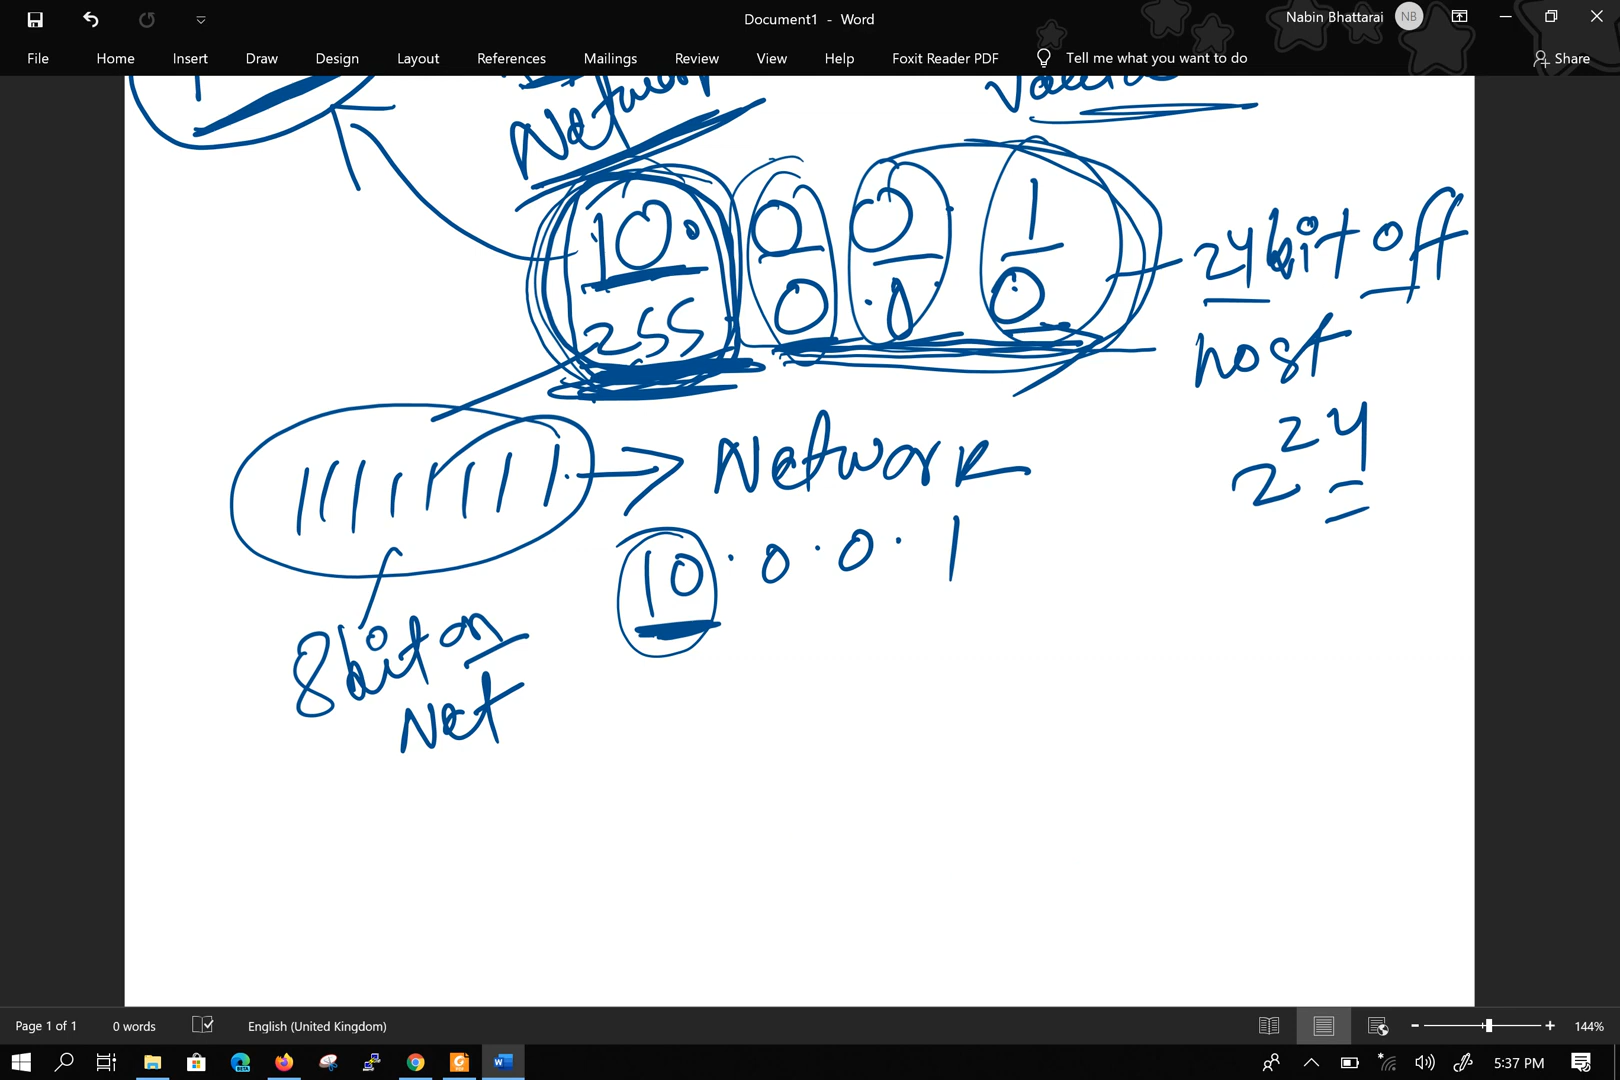 Document1 - Word
Nabin Bhattarai NB
File Home Insert Draw Design Layout References Mailings Review View Help Foxit Reader PDF Tell me what you want to do Share
Network
10. 0 0. 1
255 0 .0 0
24 bit off
host
2 24
11111111 → Network
10.0.0.1
8 bit on
Net
Page 1 of 1 0 words English (United Kingdom) 144%
5:37 PM